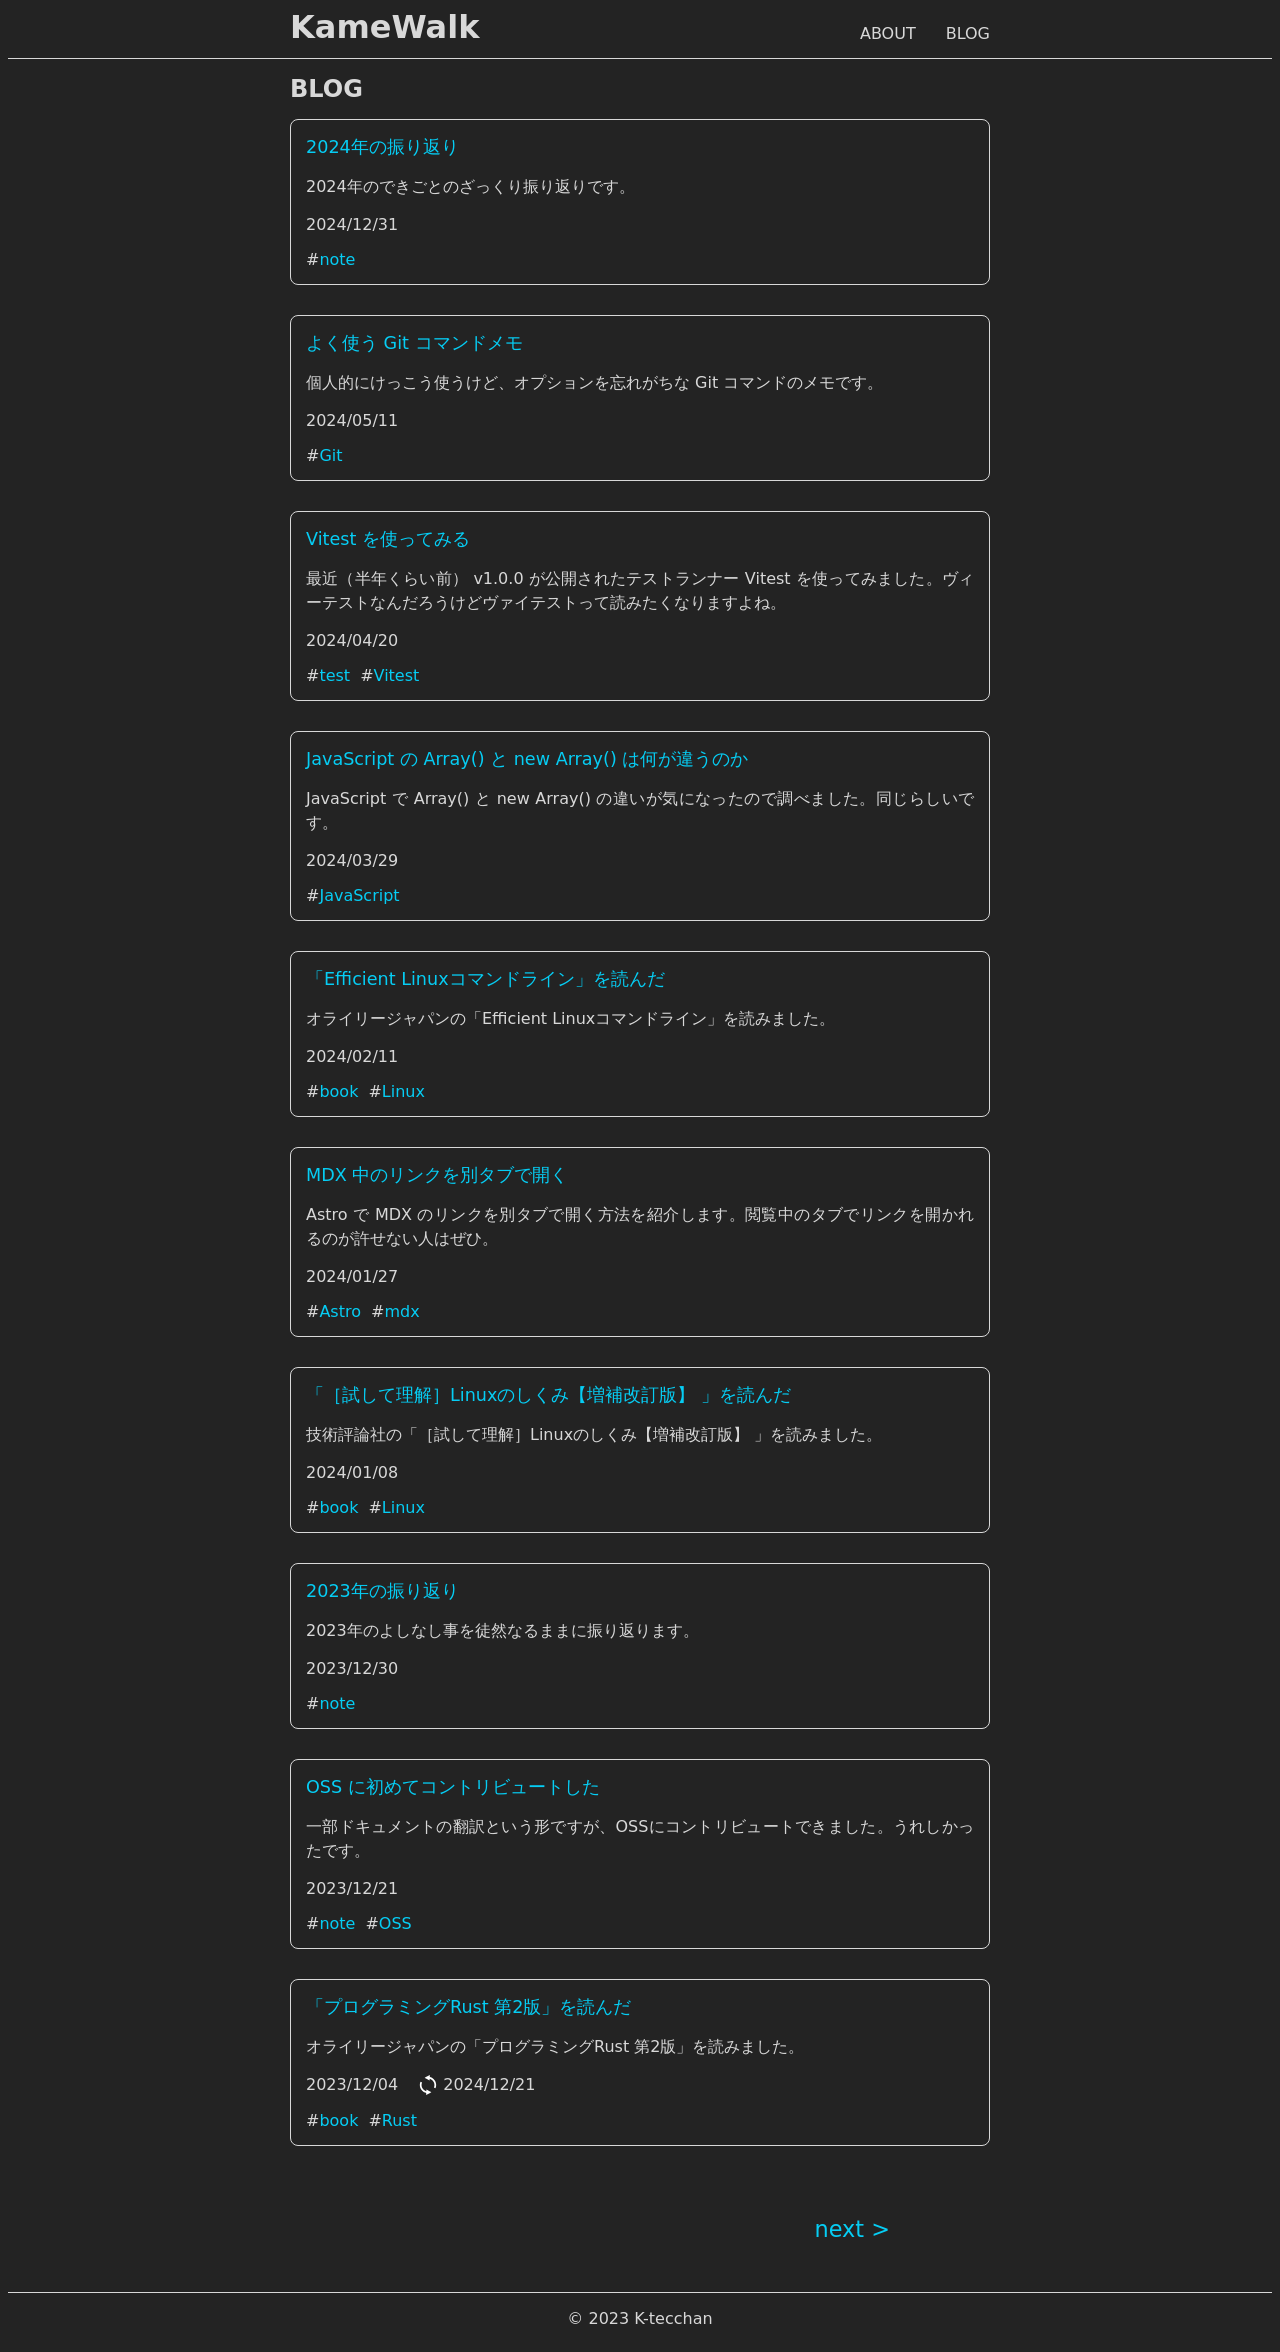 KameWalk
ABOUT BLOG
BLOG
2024年の振り返り
2024年のできごとのざっくり振り返りです。
2024/12/31
#note
よく使う Git コマンドメモ
個人的にけっこう使うけど、オプションを忘れがちな Git コマンドのメモです。
2024/05/11
#Git
Vitest を使ってみる
最近（半年くらい前） v1.0.0 が公開されたテストランナー Vitest を使ってみました。ヴィ
ーテストなんだろうけどヴァイテストって読みたくなりますよね。
2024/04/20
#test #Vitest
JavaScript の Array() と new Array() は何が違うのか
JavaScript で Array() と new Array() の違いが気になったので調べました。同じらしいで
す。
2024/03/29
#JavaScript
「Efficient Linuxコマンドライン」を読んだ
オライリージャパンの「Efficient Linuxコマンドライン」を読みました。
2024/02/11
#book #Linux
MDX 中のリンクを別タブで開く
Astro で MDX のリンクを別タブで開く方法を紹介します。閲覧中のタブでリンクを開かれ
るのが許せない人はぜひ。
2024/01/27
#Astro #mdx
「［試して理解］Linuxのしくみ【増補改訂版】 」を読んだ
技術評論社の「［試して理解］Linuxのしくみ【増補改訂版】 」を読みました。
2024/01/08
#book #Linux
2023年の振り返り
2023年のよしなし事を徒然なるままに振り返ります。
2023/12/30
#note
OSS に初めてコントリビュートした
一部ドキュメントの翻訳という形ですが、OSSにコントリビュートできました。うれしかっ
たです。
2023/12/21
#note #OSS
「プログラミングRust 第2版」を読んだ
オライリージャパンの「プログラミングRust 第2版」を読みました。
2023/12/04 2024/12/21
#book #Rust
next >
© 2023 K-tecchan